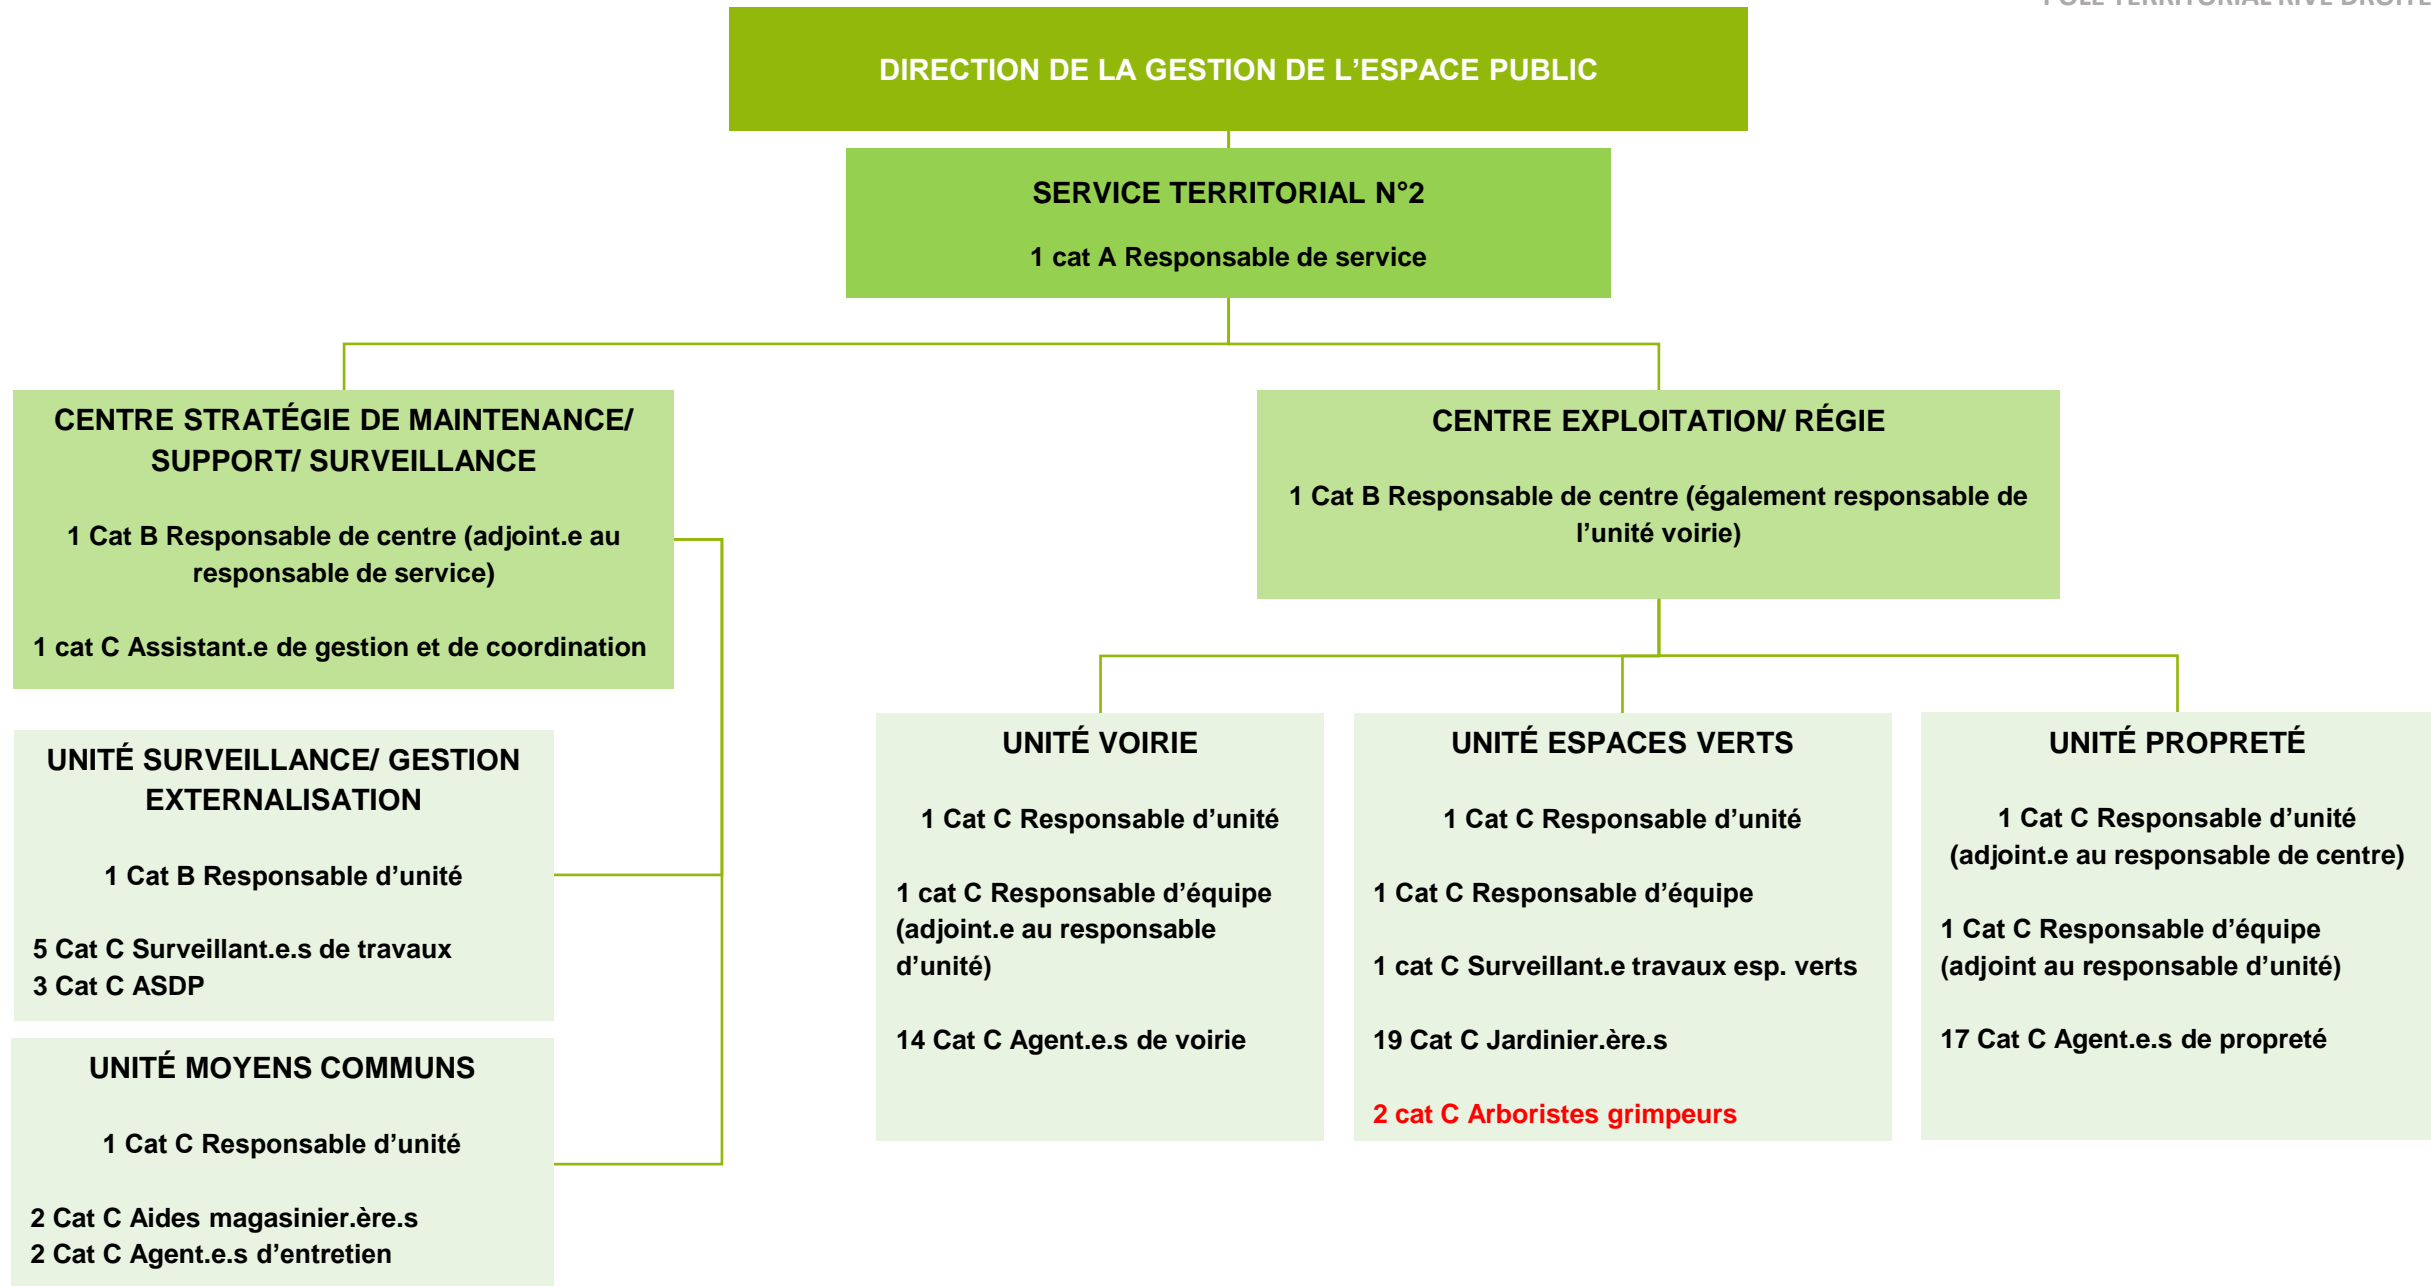 PÔLE TERRITORIAL RIVE DROITE
DIRECTION DE LA GESTION DE L’ESPACE PUBLIC
SERVICE TERRITORIAL N°2
1 cat A Responsable de service
CENTRE STRATÉGIE DE MAINTENANCE/
SUPPORT/ SURVEILLANCE
1 Cat B Responsable de centre (adjoint.e au
responsable de service)
1 cat C Assistant.e de gestion et de coordination
CENTRE EXPLOITATION/ RÉGIE
1 Cat B Responsable de centre (également responsable de
l’unité voirie)
UNITÉ SURVEILLANCE/ GESTION
EXTERNALISATION
1 Cat B Responsable d’unité
5 Cat C Surveillant.e.s de travaux
3 Cat C ASDP
UNITÉ MOYENS COMMUNS
1 Cat C Responsable d’unité
2 Cat C Aides magasinier.ère.s
2 Cat C Agent.e.s d’entretien
UNITÉ VOIRIE
1 Cat C Responsable d’unité
1 cat C Responsable d’équipe
(adjoint.e au responsable
d’unité)
14 Cat C Agent.e.s de voirie
UNITÉ ESPACES VERTS
1 Cat C Responsable d’unité
1 Cat C Responsable d’équipe
1 cat C Surveillant.e travaux esp. verts
19 Cat C Jardinier.ère.s
2 cat C Arboristes grimpeurs
UNITÉ PROPRETÉ
1 Cat C Responsable d’unité
(adjoint.e au responsable de centre)
1 Cat C Responsable d’équipe
(adjoint au responsable d’unité)
17 Cat C Agent.e.s de propreté